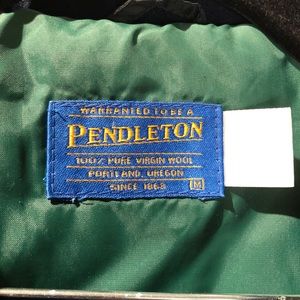 WARRANTED TO BE A
PENDLETON
100% PURE VIRGIN WOOL
PORTLAND, OREGON
SINCE 1863 M